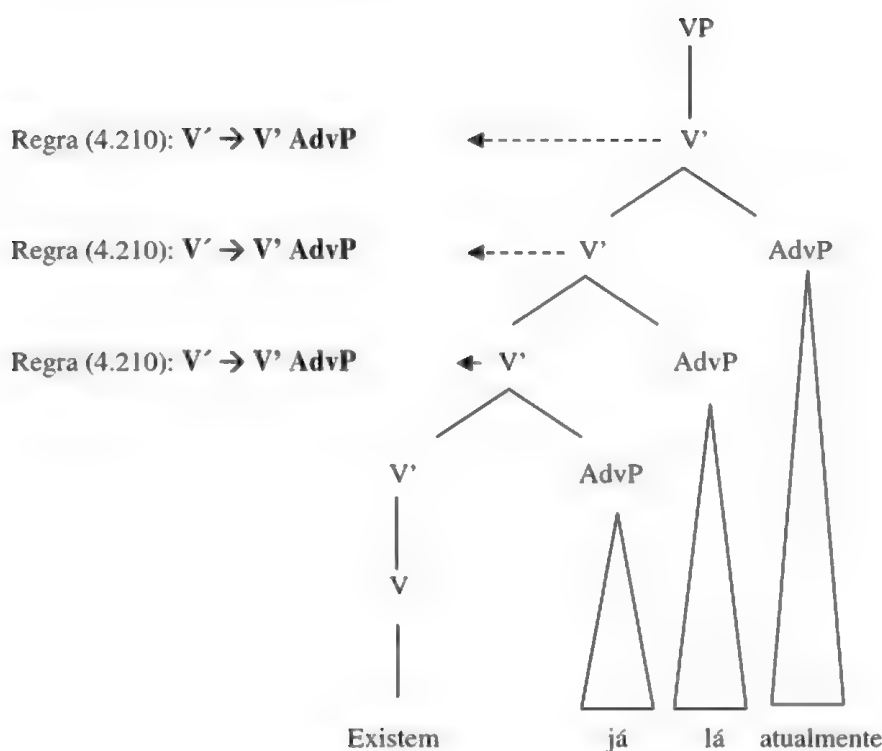 VP
Regra (4.210): V´ → V’ AdvP V’
Regra (4.210): V´ → V’ AdvP V’ AdvP
Regra (4.210): V´ → V’ AdvP V’ AdvP
V’ AdvP
V
Existem já lá atualmente